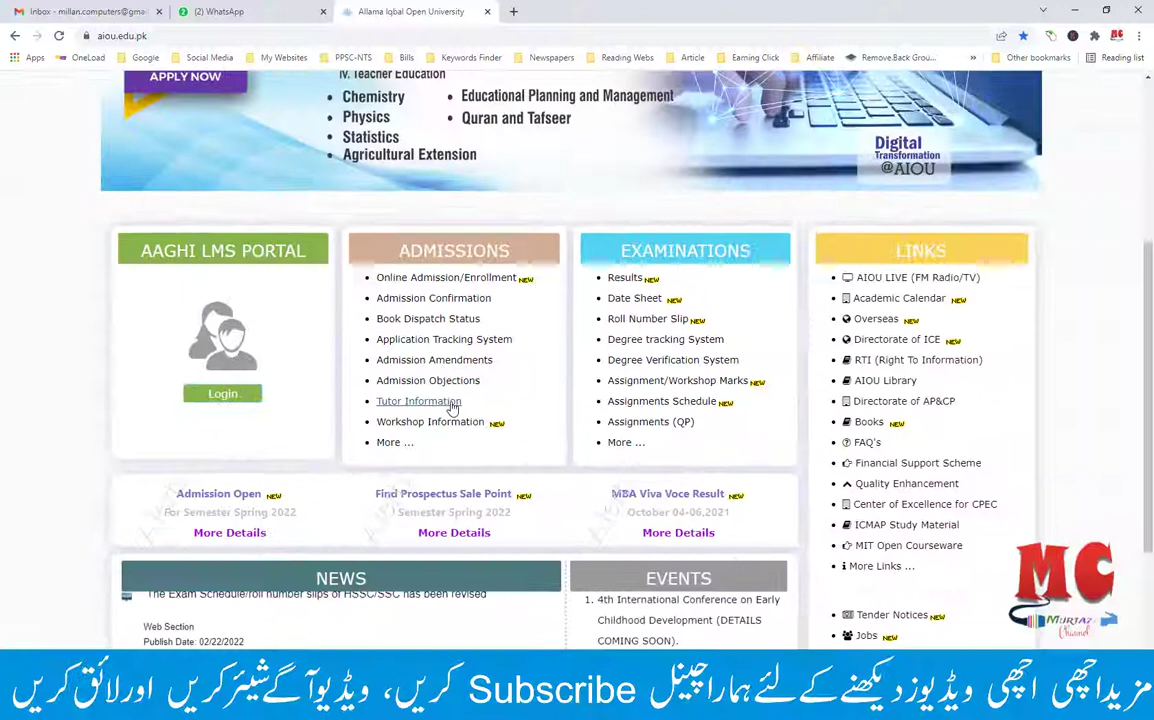 Inbox - millan.computers@gma
(2) WhatsApp
Allama Iqbal Open University
aiou.edu.pk
Apps
OneLoad
Google
Social Media
My Websites
PPSC-NTS
Bills
Keywords Finder
Newspapers
Reading Webs
Article
Earning Click
Affiliate
Remove.Back Grou...
»
Other bookmarks
Reading list
APPLY NOW
iv. Teacher Education
• Chemistry
• Educational Planning and Management
• Physics
• Quran and Tafseer
• Statistics
• Agricultural Extension
Digital
Transformation
@AIOU
AAGHI LMS PORTAL
Login
ADMISSIONS
• Online Admission/Enrollment NEW
• Admission Confirmation
• Book Dispatch Status
• Application Tracking System
• Admission Amendments
• Admission Objections
• Tutor Information
• Workshop Information NEW
• More ...
EXAMINATIONS
• Results NEW
• Date Sheet NEW
• Roll Number Slip NEW
• Degree tracking System
• Degree Verification System
• Assignment/Workshop Marks NEW
• Assignments Schedule NEW
• Assignments (QP)
• More ...
LINKS
• AIOU LIVE (FM Radio/TV)
• Academic Calendar NEW
• Overseas NEW
• Directorate of ICE NEW
• RTI (Right To Information)
• AIOU Library
• Directorate of AP&CP
• Books NEW
• FAQ's
• Financial Support Scheme
• Quality Enhancement
• Center of Excellence for CPEC
• ICMAP Study Material
• MIT Open Courseware
• More Links ...
• Tender Notices NEW
• Jobs NEW
Admission Open NEW
For Semester Spring 2022
More Details
Find Prospectus Sale Point NEW
Semester Spring 2022
More Details
MBA Viva Voce Result NEW
October 04-06,2021
More Details
NEWS
The Exam Schedule/roll number slips of HSSC/SSC has been revised
Web Section
Publish Date: 02/22/2022
EVENTS
1. 4th International Conference on Early
Childhood Development (DETAILS
COMING SOON).
MC
MURTAZA
Channel
مزید اچھی اچھی ویڈیوز دیکھنے کے لئے ہمارا چینل Subscribe کریں، ویڈیو آگے شیئر کریں اور لائق کریں